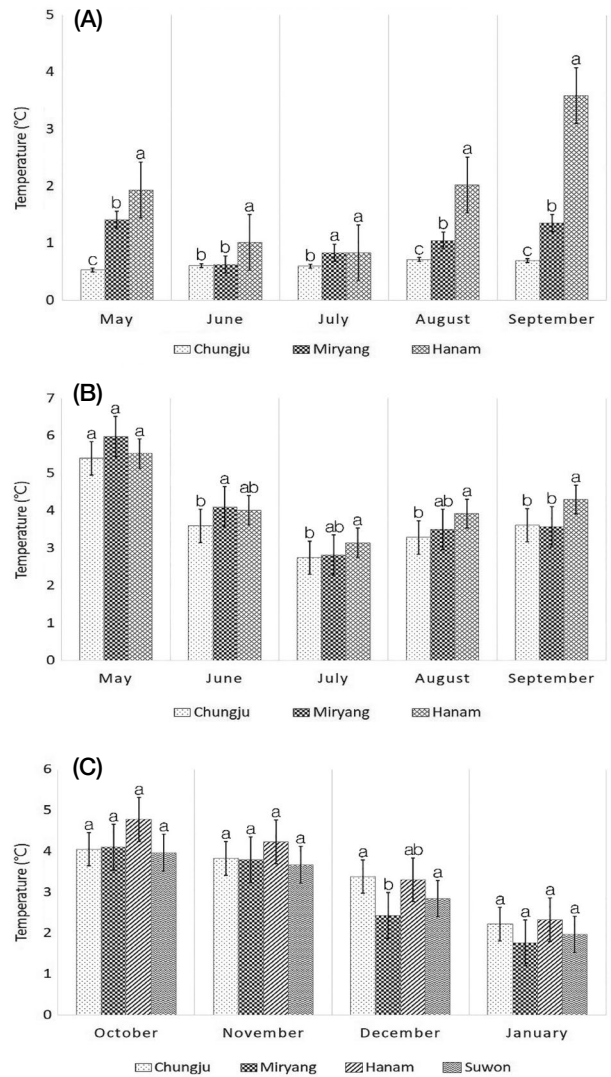 (A)
Temperature (°C)
5
4
3
2
1
0
c b a
b b a
b a a
c b a
c b a
May June July August September
Chungju Miryang Hanam
(B)
Temperature (°C)
7
6
5
4
3
2
1
0
a a a
b a ab
b ab a
b ab a
b b a
May June July August September
Chungju Miryang Hanam
(C)
Temperature (°C)
6
5
4
3
2
1
0
a a a a
a a a a
a b ab a
a a a a
October November December January
Chungju Miryang Hanam Suwon